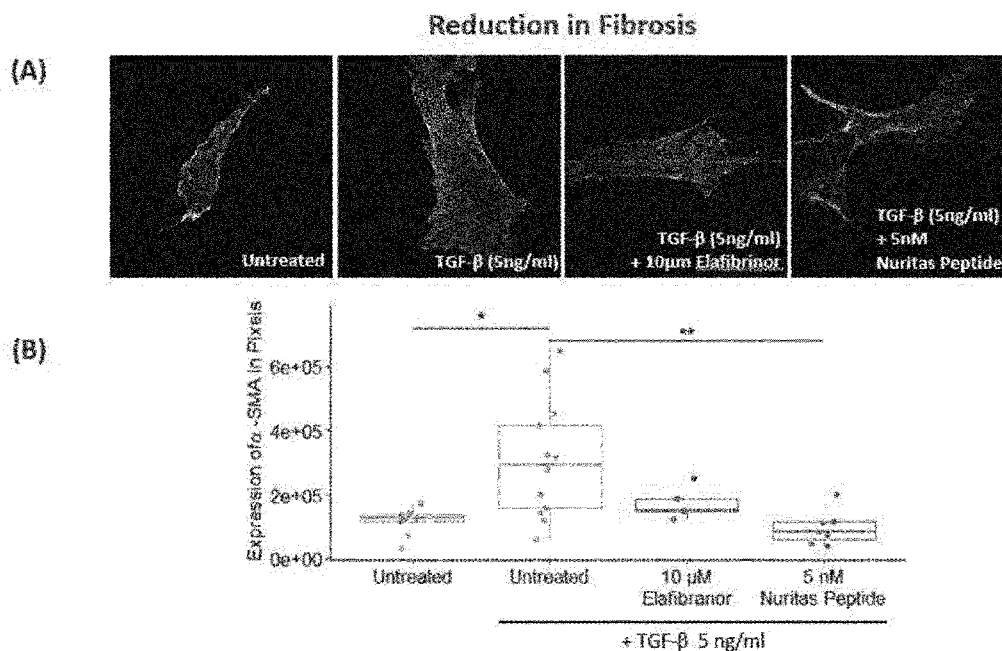 Reduction in Fibrosis
(A)
Untreated
TGF-β (5ng/ml)
TGF-β (5ng/ml)
+ 10μm Elafibrinor
TGF-β (5ng/ml)
+ 5nM
Nuritas Peptide
(B)
Expression of α -SMA in Pixels
*
**
6e+05
4e+05
2e+05
0e+00
Untreated
Untreated
10 μM
Elafibranor
5 nM
Nuritas Peptide
+ TGF-β 5 ng/ml